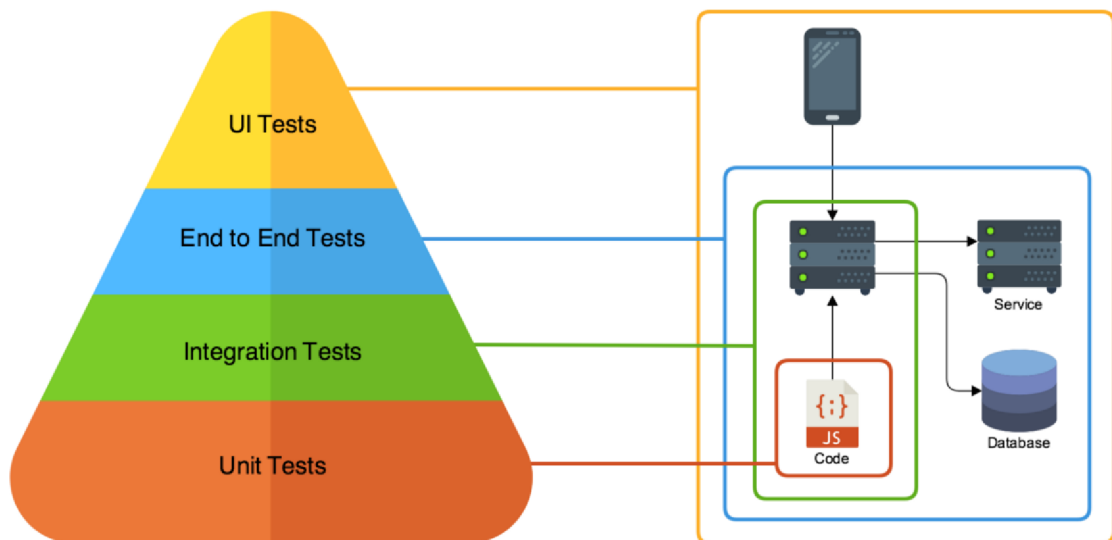 UI Tests
End to End Tests
Integration Tests
Unit Tests
Service
{;}
JS
Code
Database